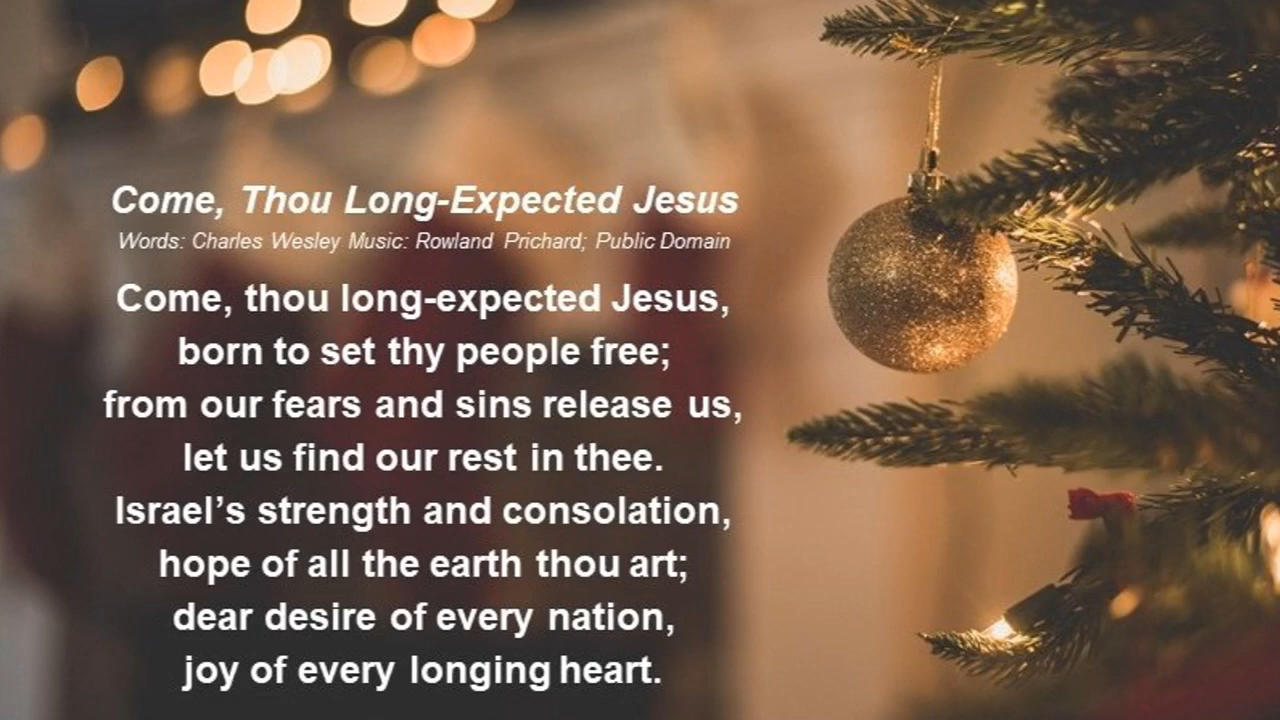 Come, Thou Long-Expected Jesus
Words: Charles Wesley Music: Rowland Prichard; Public Domain
Come, thou long-expected Jesus,
born to set thy people free;
from our fears and sins release us,
let us find our rest in thee.
Israel’s strength and consolation,
hope of all the earth thou art;
dear desire of every nation,
joy of every longing heart.